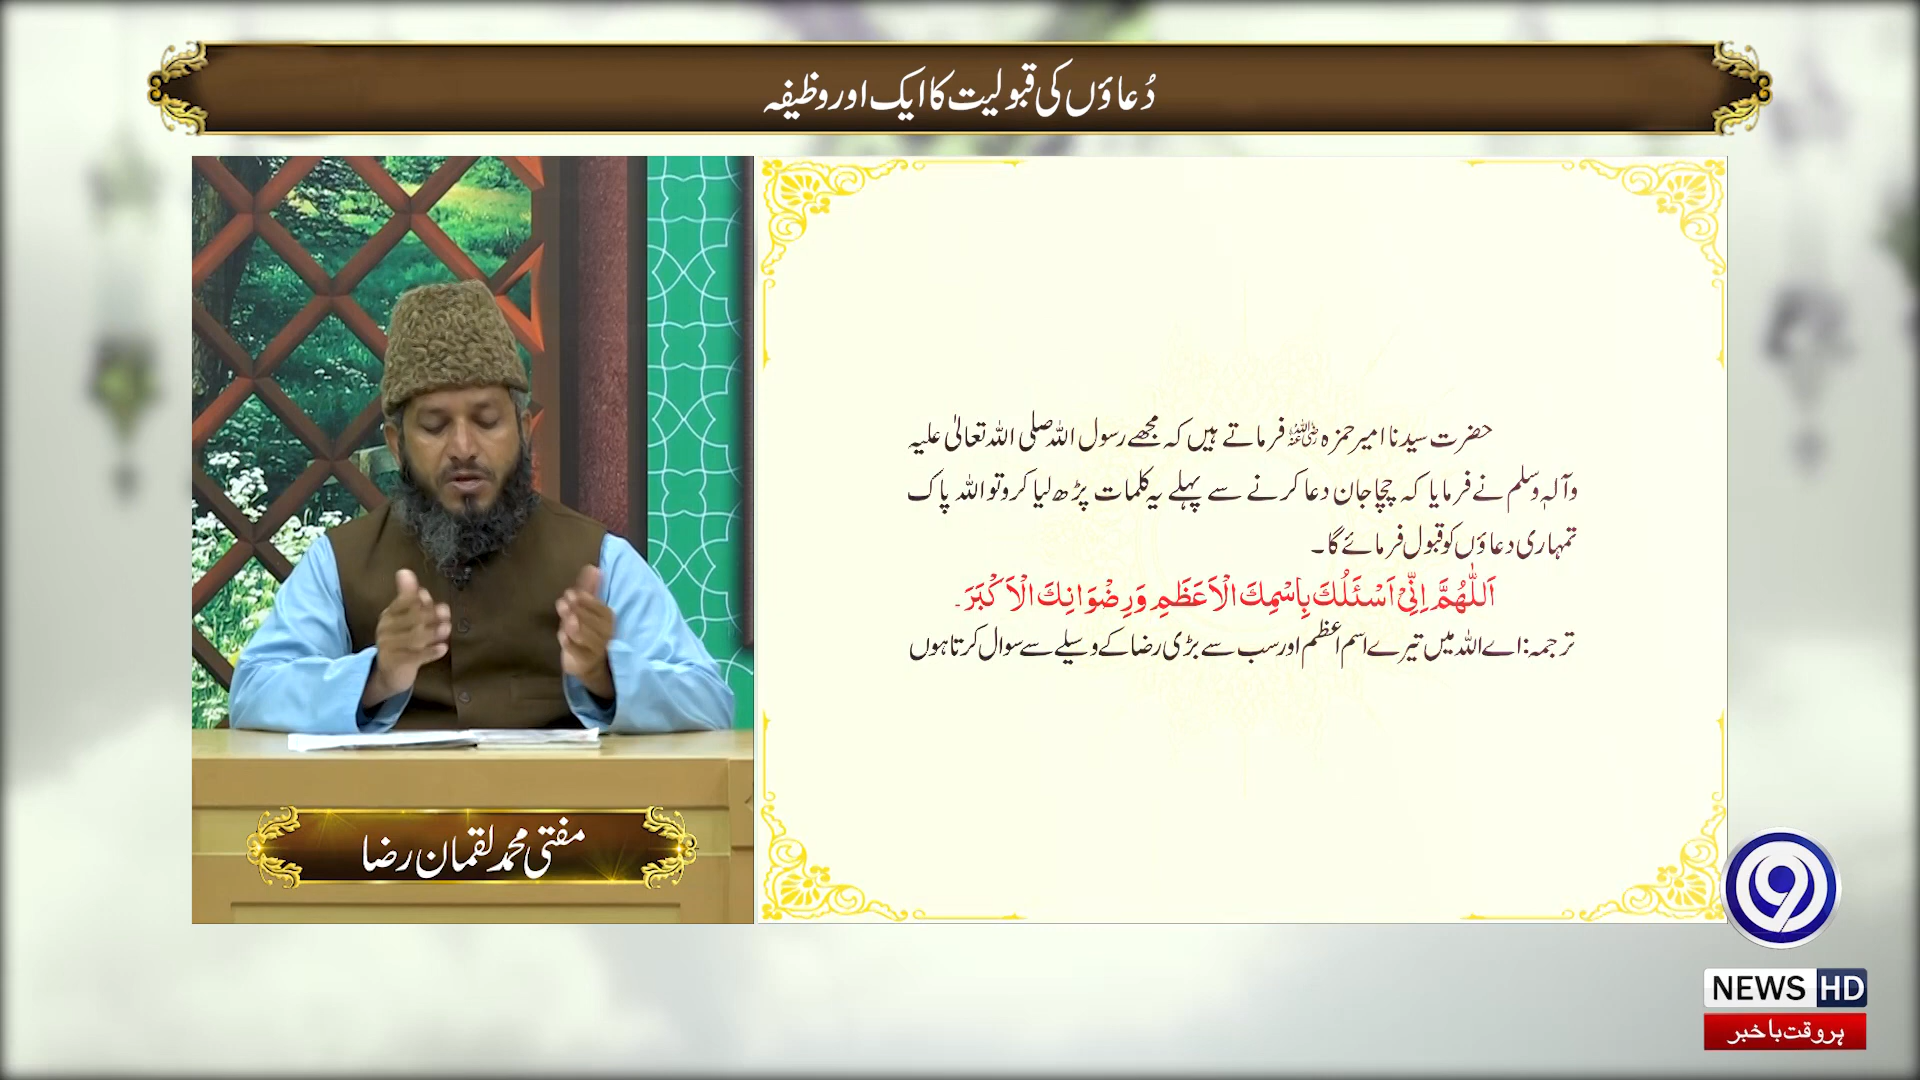 دُعاؤں کی قبولیت کا ایک اور وظیفہ
حضرت سیدنا امیر حمزہ ؓ فرماتے ہیں کہ مجھے رسول اللہ صلی اللہ تعالیٰ علیہ
وآلہٖ وسلم نے فرمایا کہ چچا جان دعا کرنے سے پہلے یہ کلمات پڑھ لیا کرو تو اللہ پاک
تمہاری دعاؤں کو قبول فرمائے گا۔
اَللّٰهُمَّ اِنِّیْ اَسْئَلُكَ بِاسْمِكَ الْاَعَظَمِ وَرِضْوَانِكَ الْاَكْبَرَ۔
ترجمہ: اے اللہ میں تیرے اسم اعظم اور سب سے بڑی رضا کے وسیلے سے سوال کرتا ہوں
مفتی محمد لقمان رضا
9
NEWS HD
ہر وقت باخبر